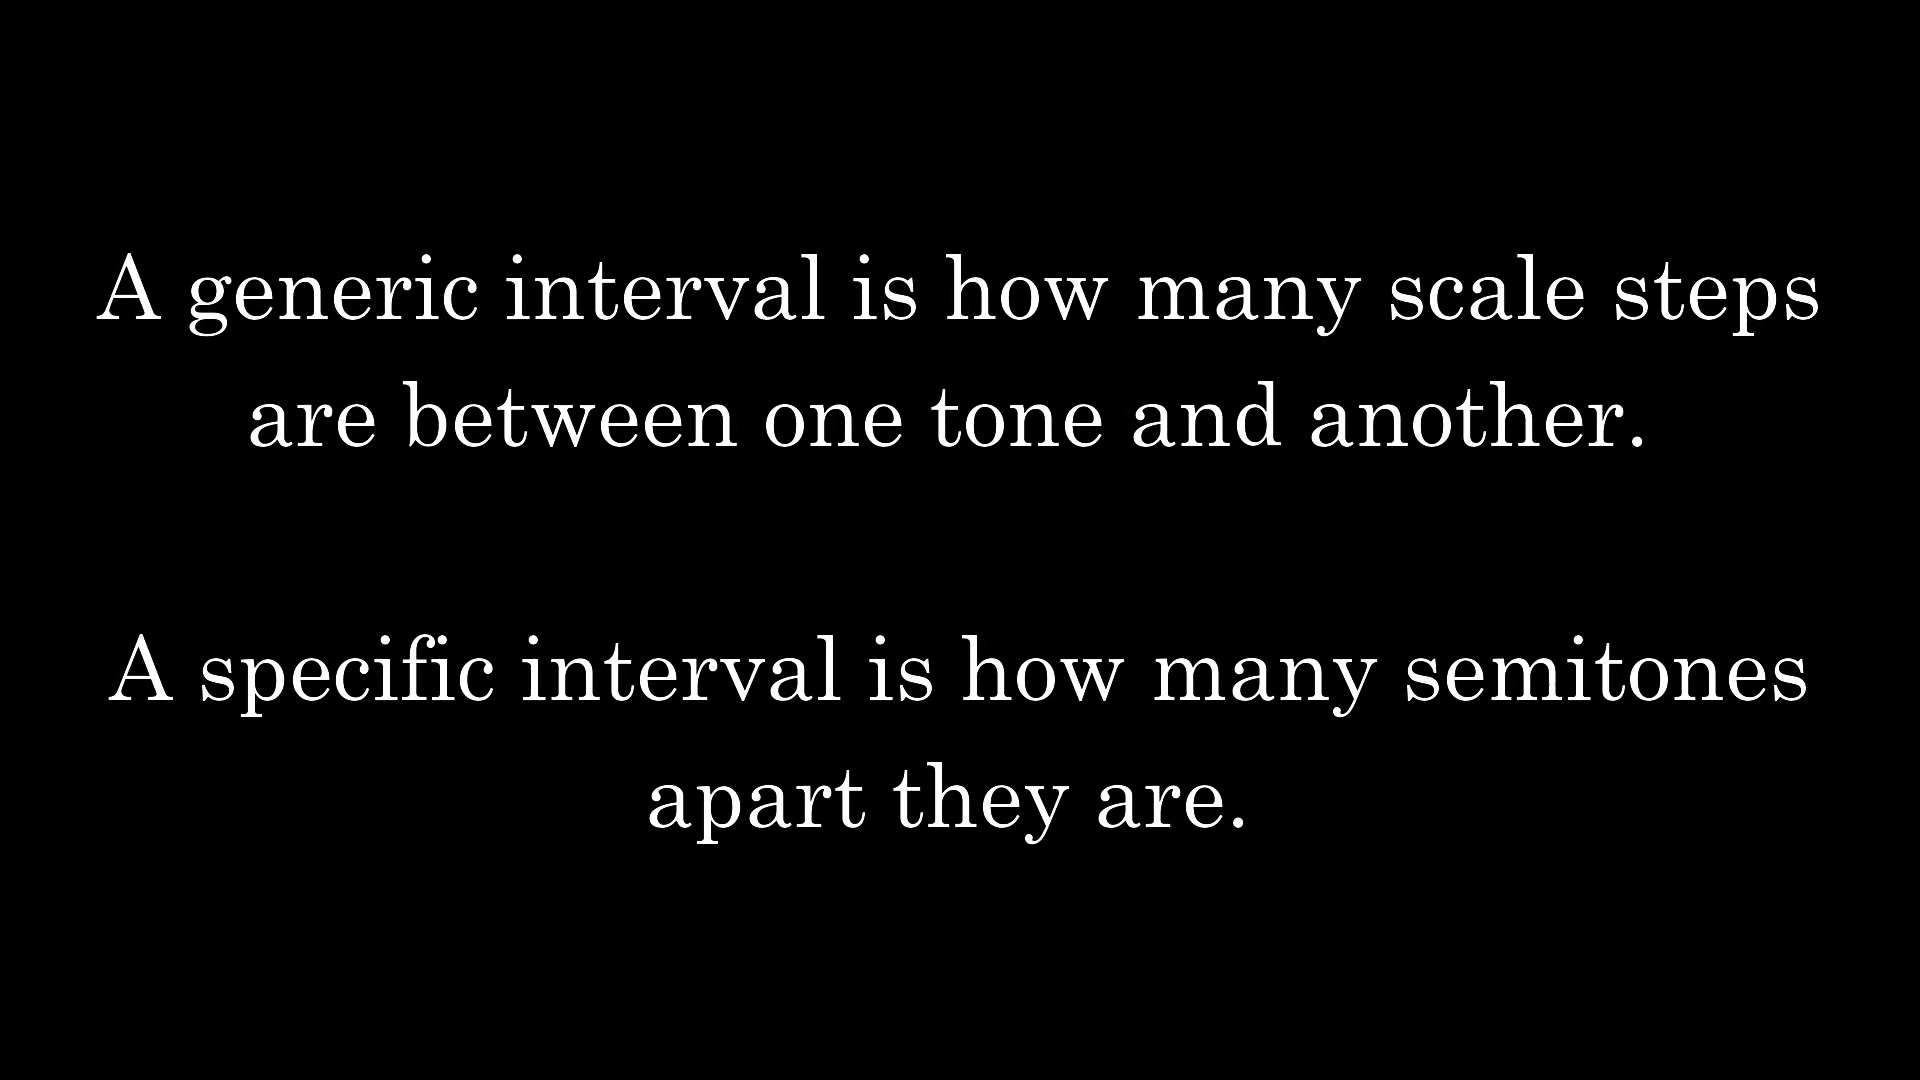 A generic interval is how many scale steps
are between one tone and another.
A specific interval is how many semitones
apart they are.